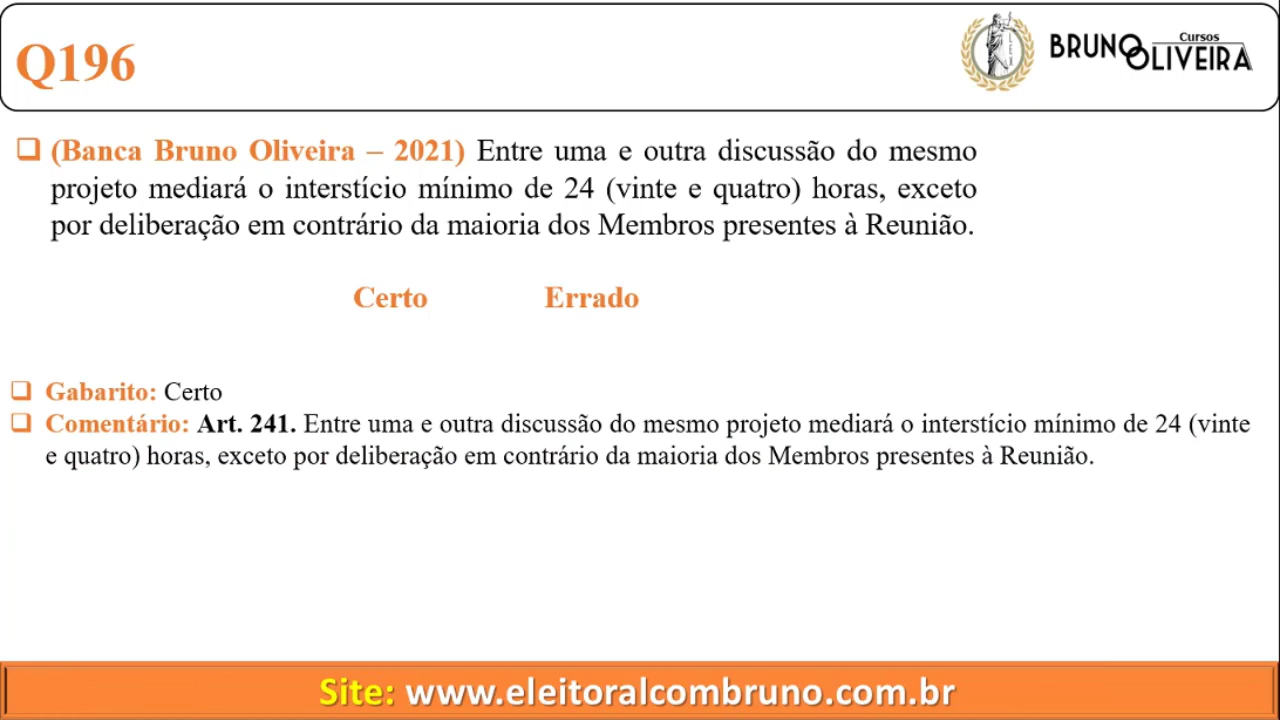 Q196
Cursos
BRUNO
OLIVEIRA
❑ (Banca Bruno Oliveira – 2021) Entre uma e outra discussão do mesmo
projeto mediará o interstício mínimo de 24 (vinte e quatro) horas, exceto
por deliberação em contrário da maioria dos Membros presentes à Reunião.
Certo Errado
❑ Gabarito: Certo
❑ Comentário: Art. 241. Entre uma e outra discussão do mesmo projeto mediará o interstício mínimo de 24 (vinte
e quatro) horas, exceto por deliberação em contrário da maioria dos Membros presentes à Reunião.
Site: www.eleitoralcombruno.com.br